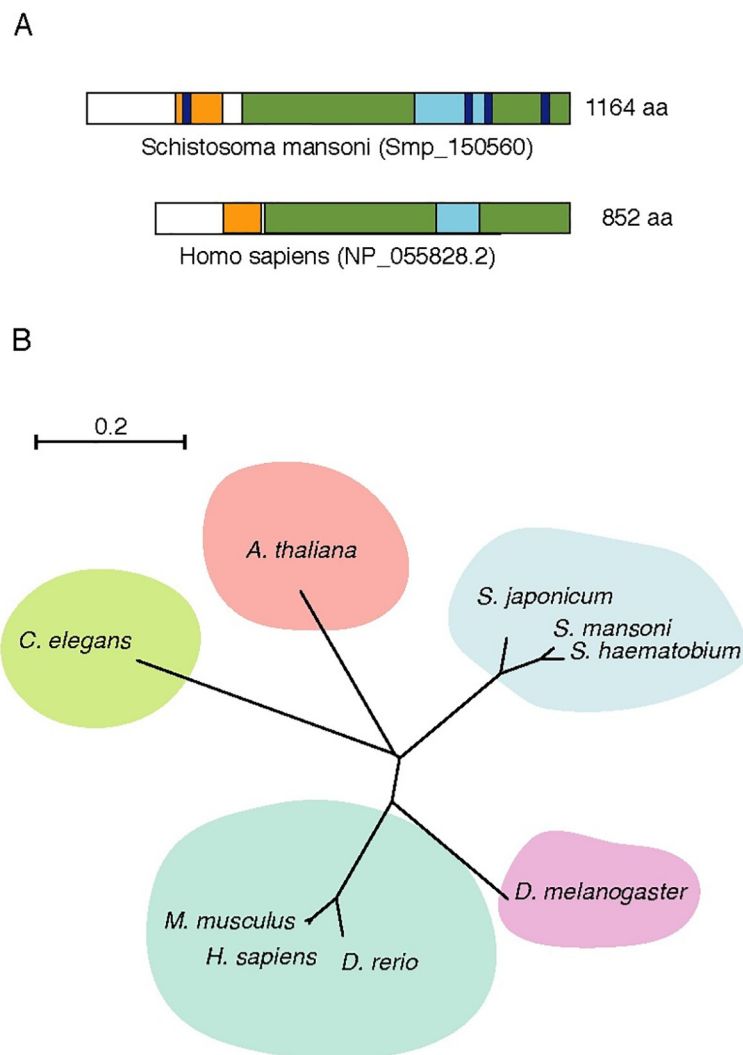 A
1164 aa
Schistosoma mansoni (Smp_150560)
852 aa
Homo sapiens (NP_055828.2)
B
0.2
A. thaliana
S. japonicum
S. mansoni
C. elegans
S. haematobium
D. melanogaster
M. musculus
H. sapiens
D. rerio